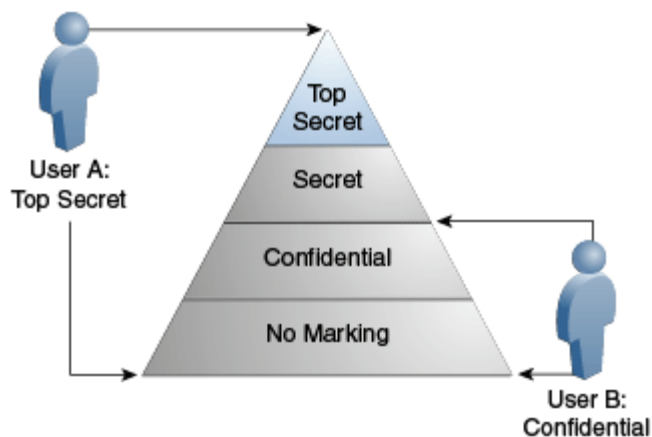 Top
Secret
User A:
Top Secret
Secret
Confidential
No Marking
User B:
Confidential